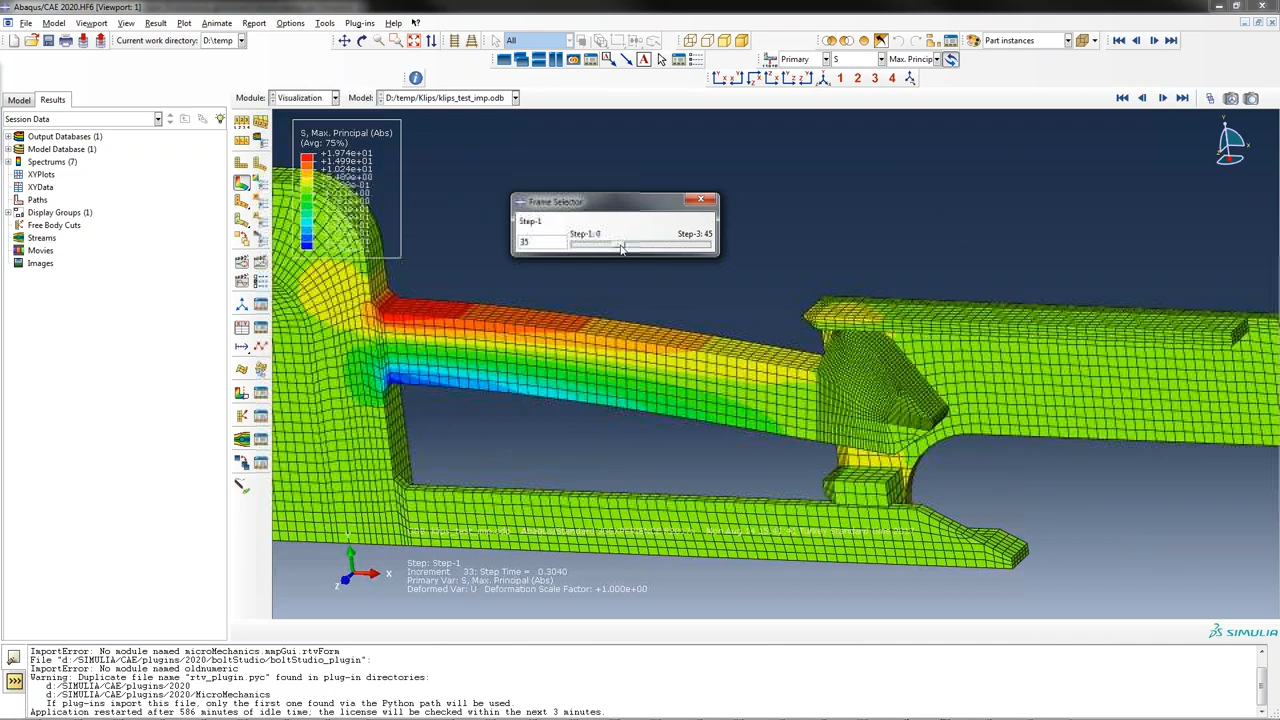 Abaqus/CAE 2020.HF6 [Viewport: 1]
File Model Viewport View Result Plot Animate Report Options Tools Plug-ins Help
Current work directory: D:\temp
All
Part instances
Primary S Max. Princip
1 2 3 4
Model Results
Module: Visualization Model: D:/temp/Klips/klips_test_imp.odb
Session Data
Output Databases (1)
Model Database (1)
Spectrums (7)
XYPlots
XYData
Paths
Display Groups (1)
Free Body Cuts
Streams
Movies
Images
S, Max. Principal (Abs)
(Avg: 75%)
+1.974e+01
+1.499e+01
+1.024e+01
Frame Selector
Step-1
Step-1: 0 Step-3: 45
35
Y
X
Z
Step: Step-1
Increment 33: Step Time = 0.3040
Primary Var: S, Max. Principal (Abs)
Deformed Var: U Deformation Scale Factor: +1.000e+00
SIMULIA
ImportError: No module named microMechanics.mmpGui.rtvForm
File "d:/SIMULIA/CAE/plugins/2020/boltStudio/boltStudio_plugin":
ImportError: No module named oldnumeric
Warning: Duplicate file name "rtv_plugin.pyc" found in plug-in directories:
d:/SIMULIA/CAE/plugins/2020
d:/SIMULIA/CAE/plugins/2020/MicroMechanics
If plug-ins import this file, only the first one found via the Python path will be used.
Application restarted after 586 minutes of idle time; the license will be checked within the next 3 minutes.